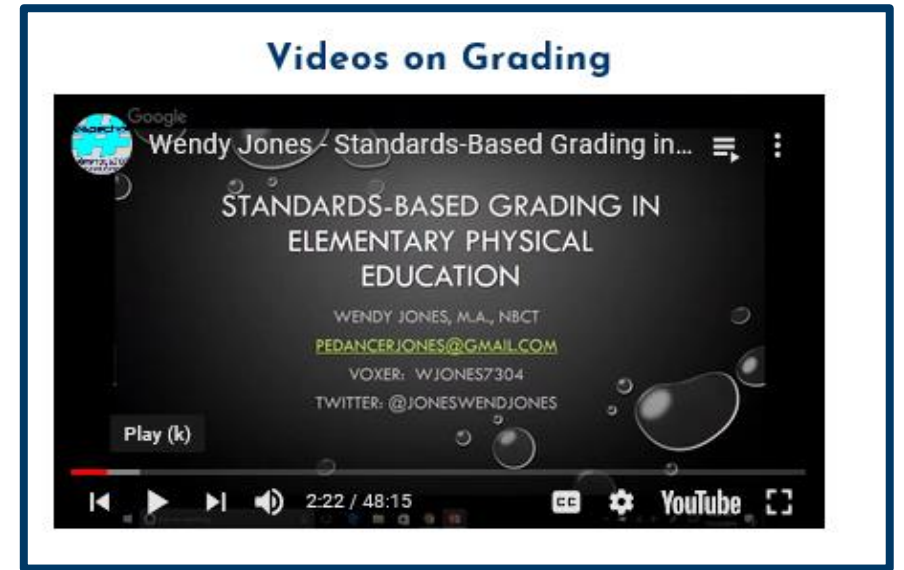 Videos on Grading
Google
Wendy Jones - Standards-Based Grading in...
STANDARDS-BASED GRADING IN
ELEMENTARY PHYSICAL
EDUCATION
WENDY JONES, M.A., NBCT
PEDANCERJONES@GMAIL.COM
VOXER: WJONES7304
TWITTER: @JONESWENDJONES
Play (k)
2:22 / 48:15
CC
YouTube